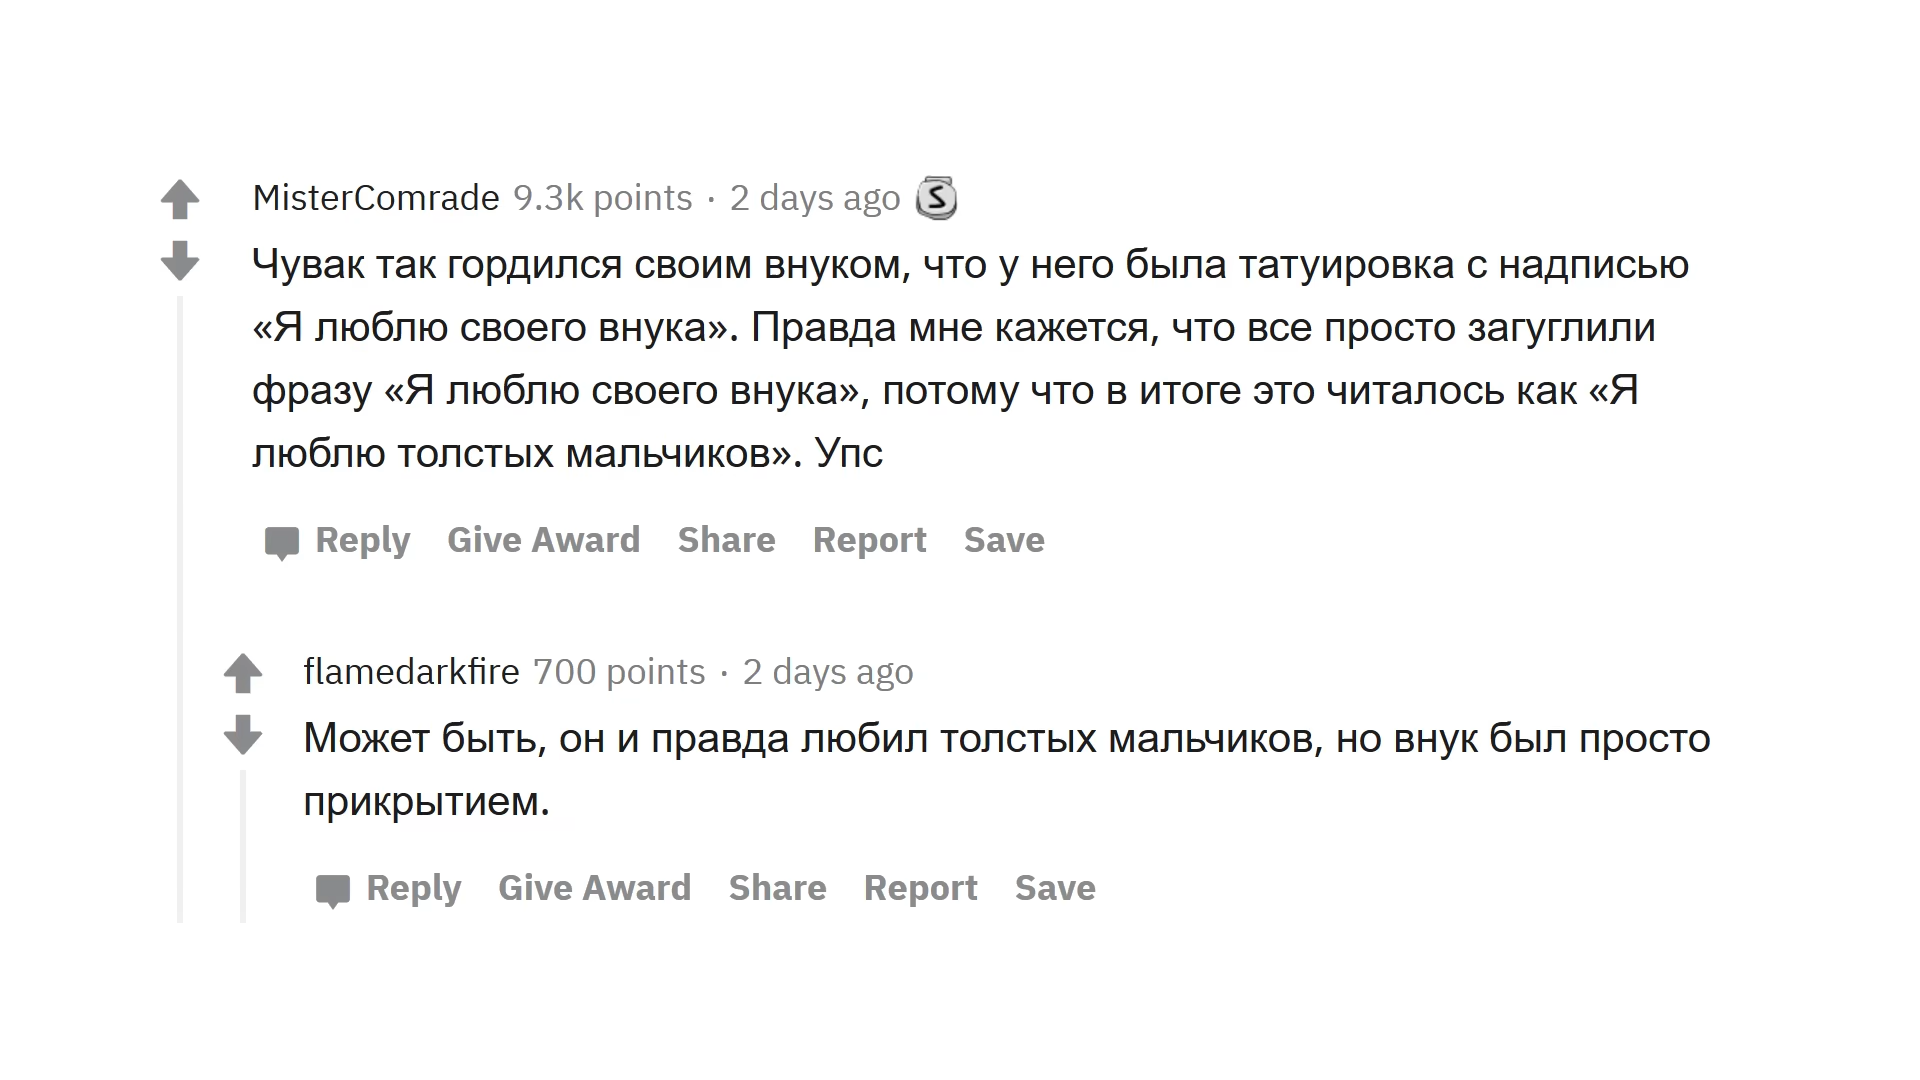 MisterComrade 9.3k points · 2 days ago S
Чувак так гордился своим внуком, что у него была татуировка с надписью
«Я люблю своего внука». Правда мне кажется, что все просто загуглили
фразу «Я люблю своего внука», потому что в итоге это читалось как «Я
люблю толстых мальчиков». Упс
Reply Give Award Share Report Save
flamedarkfire 700 points · 2 days ago
Может быть, он и правда любил толстых мальчиков, но внук был просто
прикрытием.
Reply Give Award Share Report Save